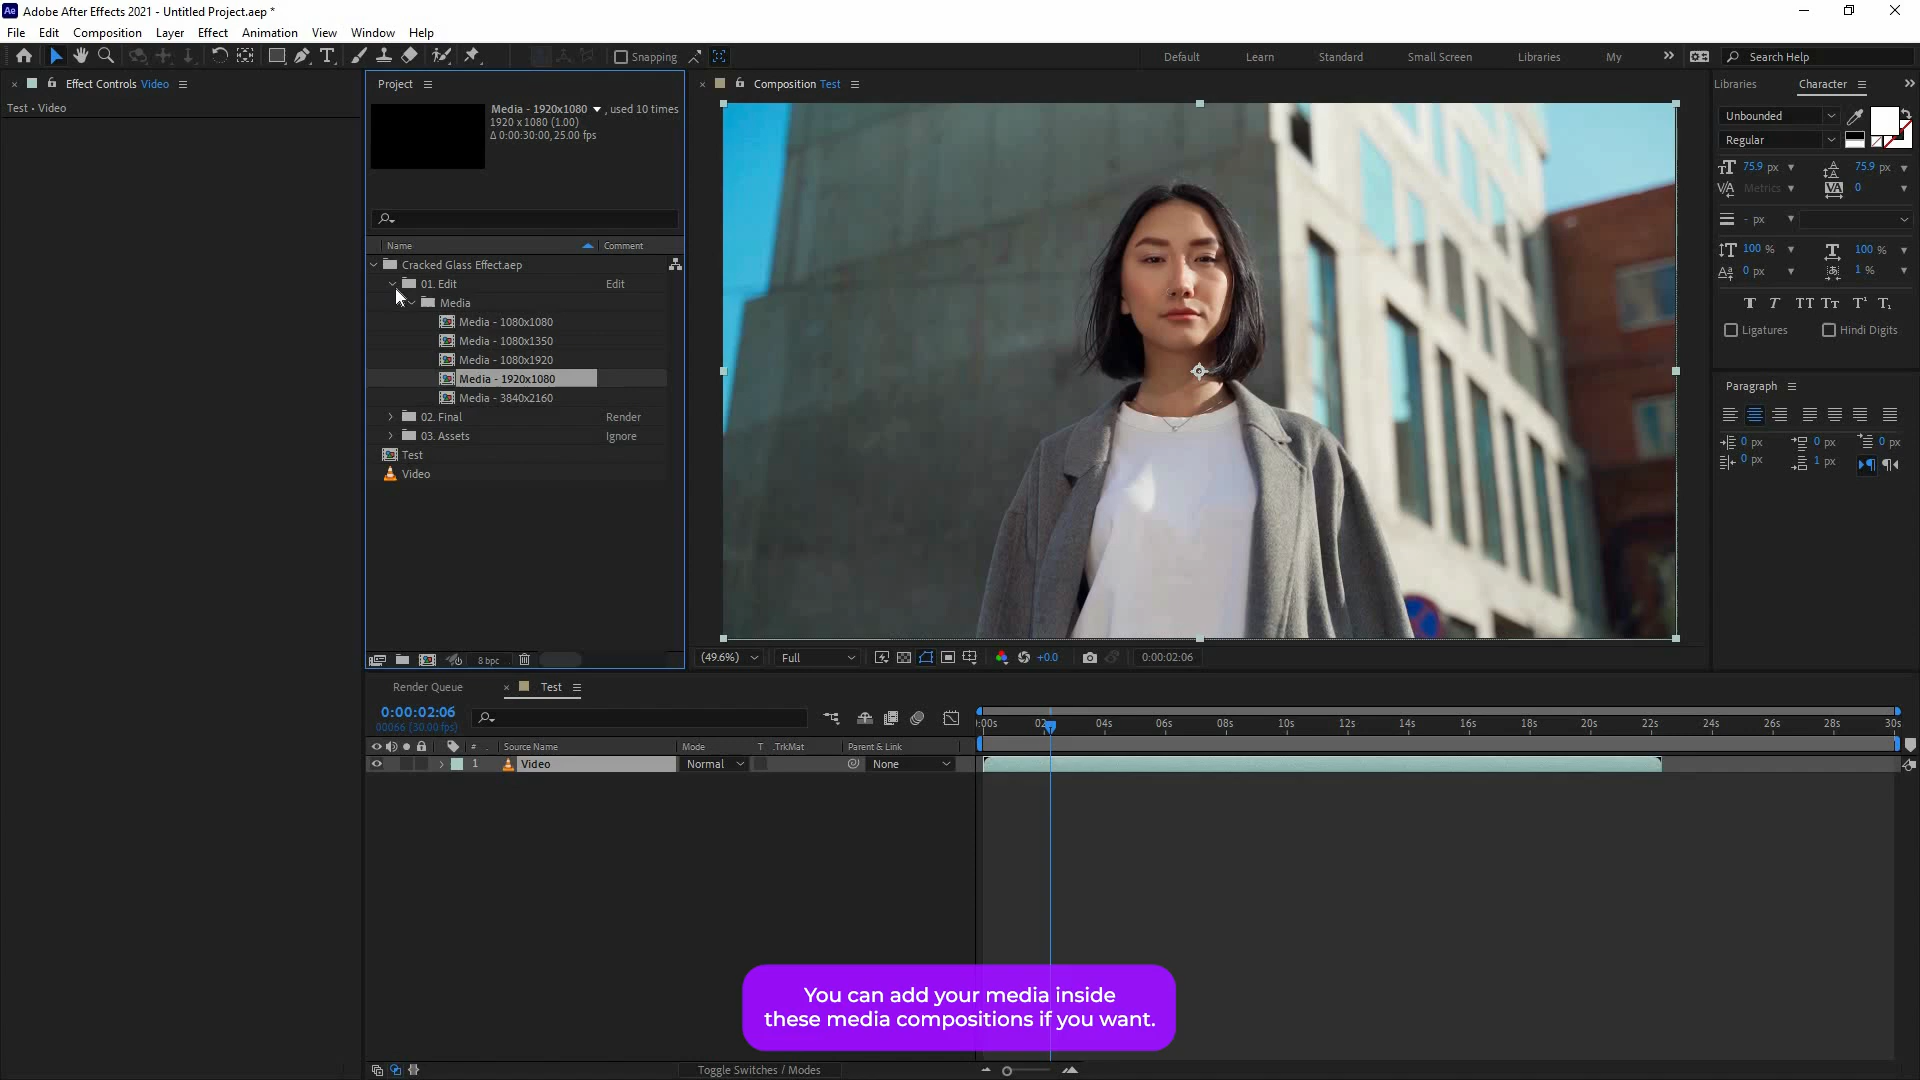 Ae Adobe After Effects 2021 - Untitled Project.aep *
File Edit Composition Layer Effect Animation View Window Help
Snapping Default Learn Standard Small Screen Libraries My Search Help
Effect Controls Video
Test • Video
Project
Media - 1920x1080 , used 10 times
1920 x 1080 (1.00)
Δ 0:00:30:00, 25.00 fps
Name Comment
Cracked Glass Effect.aep
01. Edit Edit
Media
Media - 1080x1080
Media - 1080x1350
Media - 1080x1920
Media - 1920x1080
Media - 3840x2160
02. Final Render
03. Assets Ignore
Test
Video
8 bpc
Composition Test
(49.6%) Full +0.0 0:00:02:06
Libraries Character
Unbounded
Regular
75.9 px 75.9 px
Metrics 0
- px
100 % 100 %
0 px 1 %
Ligatures Hindi Digits
Paragraph
0 px 0 px 0 px
0 px 1 px
Render Queue Test
0:00:02:06
00066 (30.00 fps)
# Source Name Mode T .TrkMat Parent & Link
1 Video Normal None
:00s 02 04s 06s 08s 10s 12s 14s 16s 18s 20s 22s 24s 26s 28s 30s
You can add your media inside
these media compositions if you want.
Toggle Switches / Modes